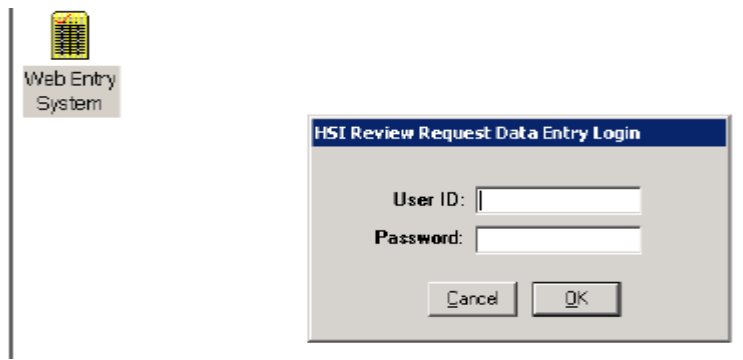 Web Entry
System
HSI Review Request Data Entry Login
User ID:
Password:
Cancel OK